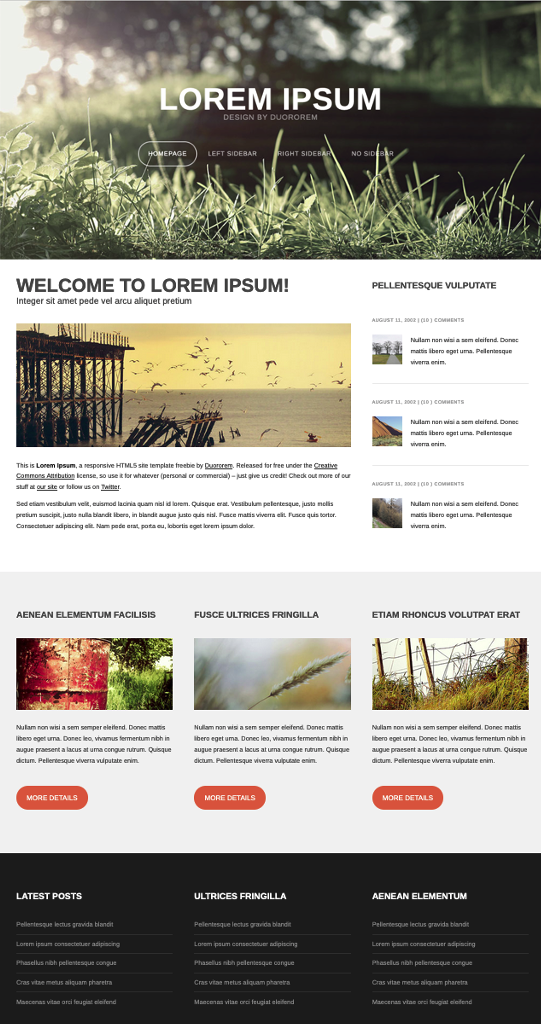 LOREM IPSUM
DESIGN BY DUOROREM
HOMEPAGE
LEFT SIDEBAR
RIGHT SIDEBAR
NO SIDEBAR
WELCOME TO LOREM IPSUM!
Integer sit amet pede vel arcu aliquet pretium
This is Lorem Ipsum, a responsive HTML5 site template freebie by Duororem. Released for free under the Creative
Commons Attribution license, so use it for whatever (personal or commercial) – just give us credit! Check out more of our
stuff at our site or follow us on Twitter.
Sed etiam vestibulum velit, euismod lacinia quam nisl id lorem. Quisque erat. Vestibulum pellentesque, justo mollis
pretium suscipit, justo nulla blandit libero, in blandit augue justo quis nisl. Fusce mattis viverra elit. Fusce quis tortor.
Consectetuer adipiscing elit. Nam pede erat, porta eu, lobortis eget lorem ipsum dolor.
PELLENTESQUE VULPUTATE
AUGUST 11, 2002 | (10 ) COMMENTS
Nullam non wisi a sem eleifend. Donec
mattis libero eget urna. Pellentesque
viverra enim.
AUGUST 11, 2002 | (10 ) COMMENTS
Nullam non wisi a sem eleifend. Donec
mattis libero eget urna. Pellentesque
viverra enim.
AUGUST 11, 2002 | (10 ) COMMENTS
Nullam non wisi a sem eleifend. Donec
mattis libero eget urna. Pellentesque
viverra enim.
AENEAN ELEMENTUM FACILISIS
Nullam non wisi a sem semper eleifend. Donec mattis
libero eget urna. Donec leo, vivamus fermentum nibh in
augue praesent a lacus at urna congue rutrum. Quisque
dictum. Pellentesque viverra vulputate enim.
MORE DETAILS
FUSCE ULTRICES FRINGILLA
Nullam non wisi a sem semper eleifend. Donec mattis
libero eget urna. Donec leo, vivamus fermentum nibh in
augue praesent a lacus at urna congue rutrum. Quisque
dictum. Pellentesque viverra vulputate enim.
MORE DETAILS
ETIAM RHONCUS VOLUTPAT ERAT
Nullam non wisi a sem semper eleifend. Donec mattis
libero eget urna. Donec leo, vivamus fermentum nibh in
augue praesent a lacus at urna congue rutrum. Quisque
dictum. Pellentesque viverra vulputate enim.
MORE DETAILS
LATEST POSTS
Pellentesque lectus gravida blandit
Lorem ipsum consectetuer adipiscing
Phasellus nibh pellentesque congue
Cras vitae metus aliquam pharetra
Maecenas vitae orci feugiat eleifend
ULTRICES FRINGILLA
Pellentesque lectus gravida blandit
Lorem ipsum consectetuer adipiscing
Phasellus nibh pellentesque congue
Cras vitae metus aliquam pharetra
Maecenas vitae orci feugiat eleifend
AENEAN ELEMENTUM
Pellentesque lectus gravida blandit
Lorem ipsum consectetuer adipiscing
Phasellus nibh pellentesque congue
Cras vitae metus aliquam pharetra
Maecenas vitae orci feugiat eleifend